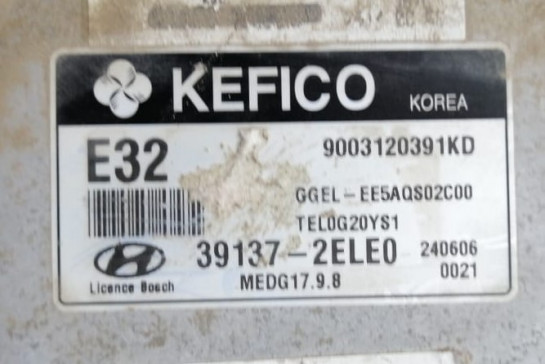 KEFICO KOREA
E32 9003120391KD
GGEL-EE5AQS02C00
TEL0G20YS1
39137-2ELE0 240606
Licence Bosch MEDG17.9.8 0021